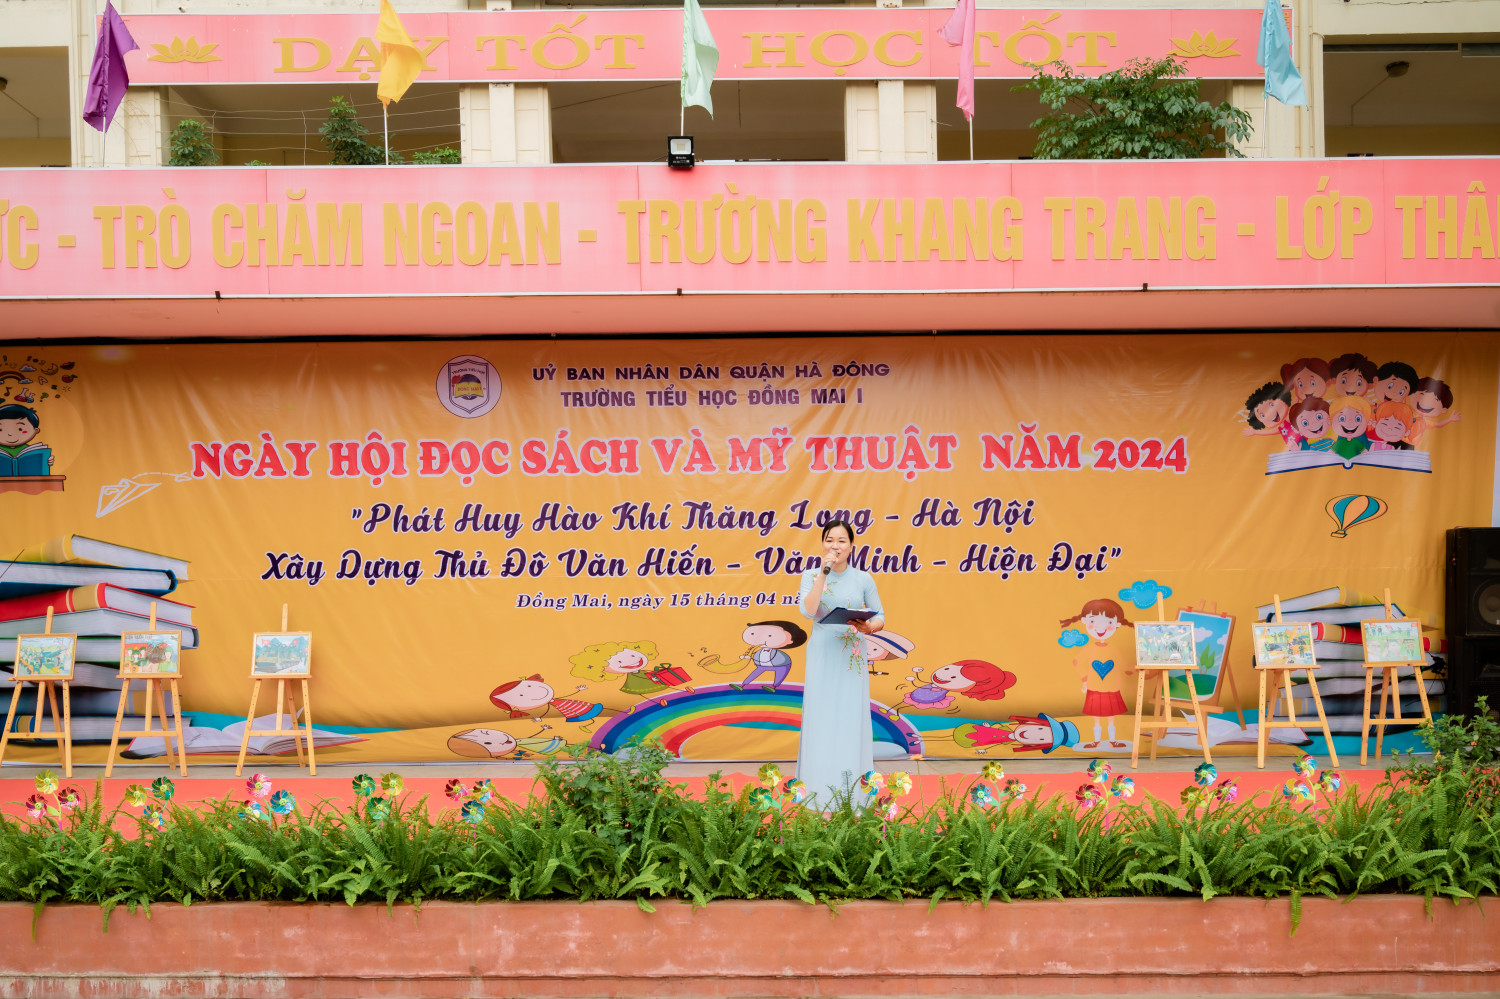 DẠY TỐT HỌC TỐT
- TRÒ CHĂM NGOAN - TRƯỜNG KHANG TRANG - LỚP
UỶ BAN NHÂN DÂN QUẬN HÀ ĐÔNG
TRƯỜNG TIỂU HỌC ĐỒNG MAI I
NGÀY HỘI ĐỌC SÁCH VÀ MỸ THUẬT NĂM 2024
"Phát Huy Hào Khí Thăng Long - Hà Nội
Xây Dựng Thủ Đô Văn Hiến - Văn Minh - Hiện Đại"
Đồng Mai, ngày 15 tháng 04